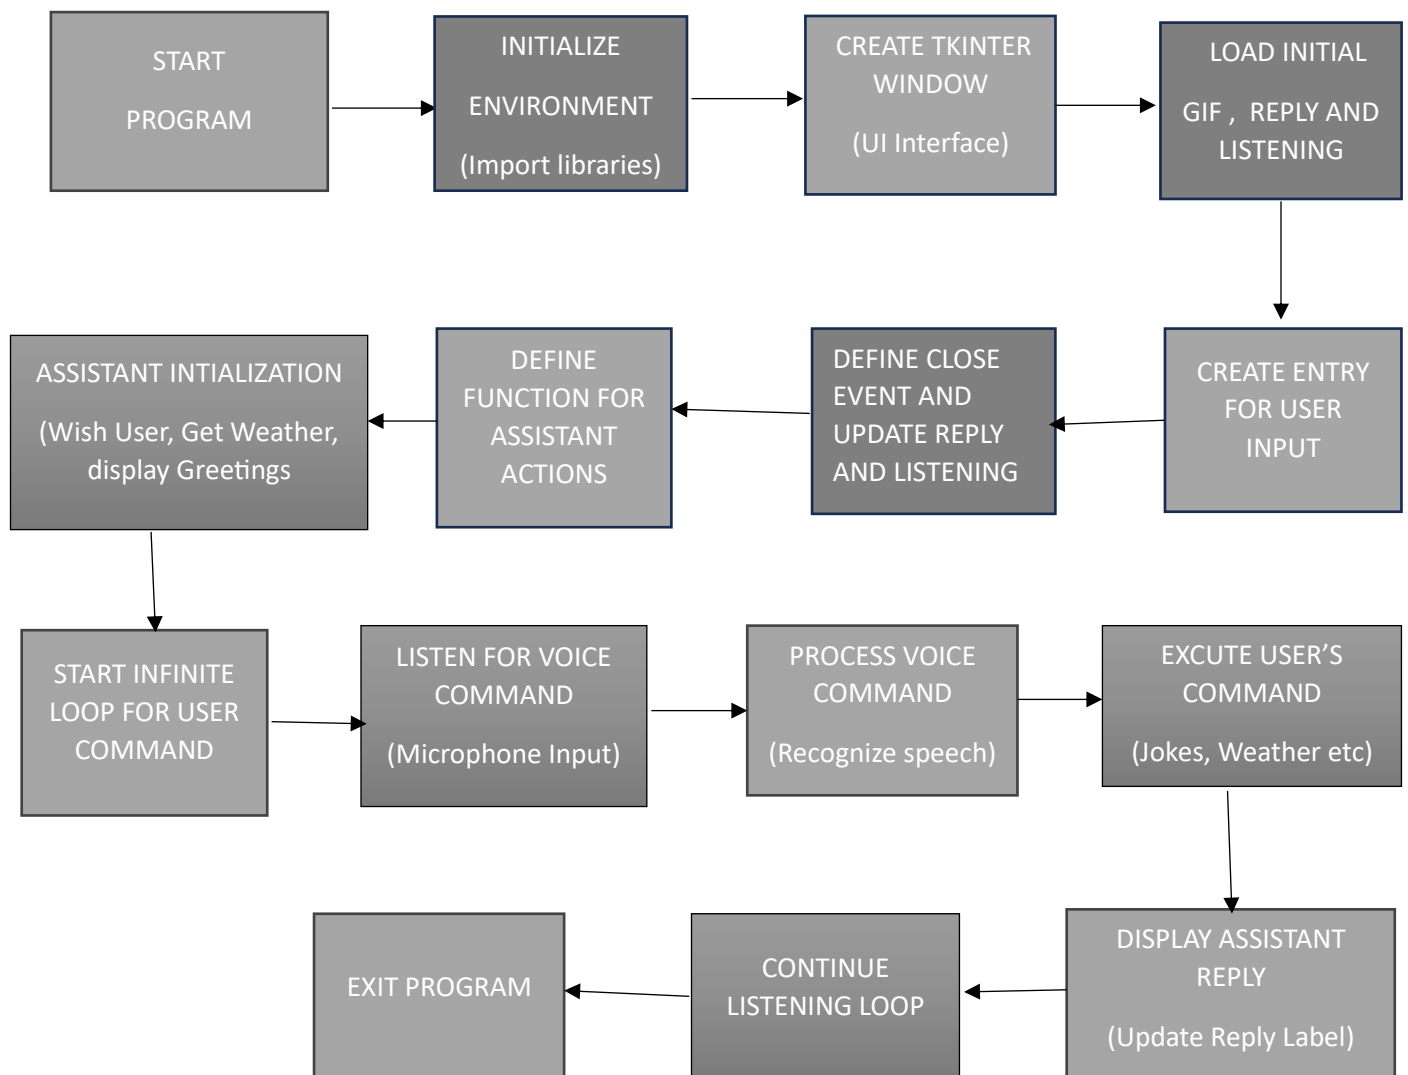 START
PROGRAM
INITIALIZE
ENVIRONMENT
(Import libraries)
CREATE TKINTER
WINDOW
(UI Interface)
LOAD INITIAL
GIF ,  REPLY AND
LISTENING
CREATE ENTRY
FOR USER
INPUT
DEFINE CLOSE
EVENT AND
UPDATE REPLY
AND LISTENING
DEFINE
FUNCTION FOR
ASSISTANT
ACTIONS
ASSISTANT INTIALIZATION
(Wish User, Get Weather,
display Greetings
START INFINITE
LOOP FOR USER
COMMAND
LISTEN FOR VOICE
COMMAND
(Microphone Input)
PROCESS VOICE
COMMAND
(Recognize speech)
EXCUTE USER’S
COMMAND
(Jokes, Weather etc)
DISPLAY ASSISTANT
REPLY
(Update Reply Label)
CONTINUE
LISTENING LOOP
EXIT PROGRAM